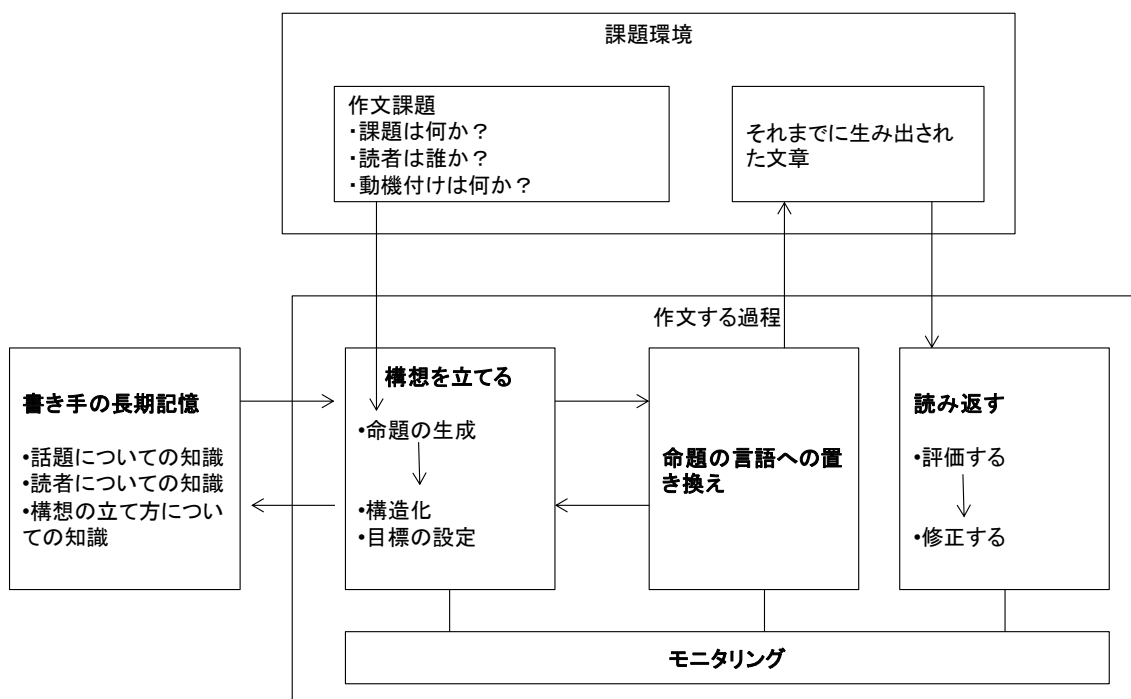 課題環境
作文課題
・課題は何か？
・読者は誰か？
・動機付けは何か？
それまでに生み出され
た文章
作文する過程
書き手の長期記憶
•話題についての知識
•読者についての知識
•構想の立て方につい
ての知識
構想を立てる
•命題の生成
•構造化
•目標の設定
命題の言語への置
き換え
読み返す
•評価する
•修正する
モニタリング